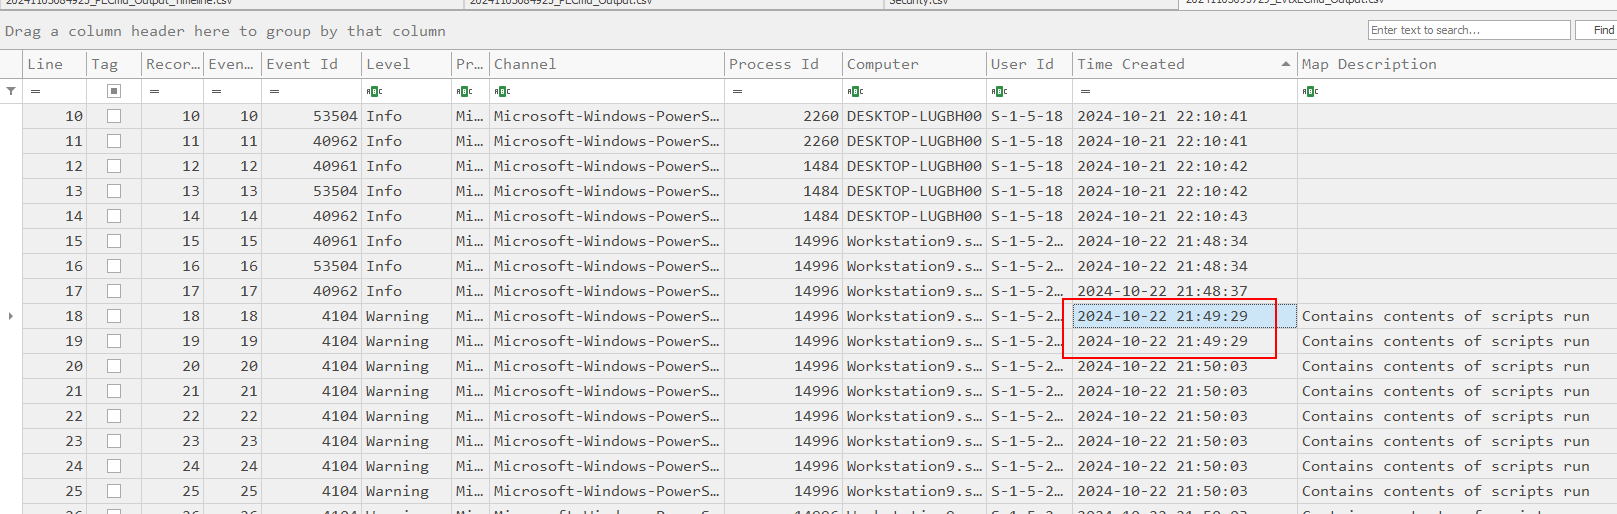 20241103084925_PECmd_Output_Timeline.csv 20241103084925_PECmd_Output.csv Security.csv 20241103093725_EvtxECmd_Output.csv
Drag a column header here to group by that column Enter text to search... Find
Line Tag Recor… Even… Event Id Level Pr… Channel Process Id Computer User Id Time Created Map Description
= = = = = 
10 10 10 53504 Info Mi… Microsoft-Windows-PowerS… 2260 DESKTOP-LUGBH00 S-1-5-18 2024-10-21 22:10:41
11 11 11 40962 Info Mi… Microsoft-Windows-PowerS… 2260 DESKTOP-LUGBH00 S-1-5-18 2024-10-21 22:10:41
12 12 12 40961 Info Mi… Microsoft-Windows-PowerS… 1484 DESKTOP-LUGBH00 S-1-5-18 2024-10-21 22:10:42
13 13 13 53504 Info Mi… Microsoft-Windows-PowerS… 1484 DESKTOP-LUGBH00 S-1-5-18 2024-10-21 22:10:42
14 14 14 40962 Info Mi… Microsoft-Windows-PowerS… 1484 DESKTOP-LUGBH00 S-1-5-18 2024-10-21 22:10:43
15 15 15 40961 Info Mi… Microsoft-Windows-PowerS… 14996 Workstation9.s… S-1-5-2… 2024-10-22 21:48:34
16 16 16 53504 Info Mi… Microsoft-Windows-PowerS… 14996 Workstation9.s… S-1-5-2… 2024-10-22 21:48:34
17 17 17 40962 Info Mi… Microsoft-Windows-PowerS… 14996 Workstation9.s… S-1-5-2… 2024-10-22 21:48:37
18 18 18 4104 Warning Mi… Microsoft-Windows-PowerS… 14996 Workstation9.s… S-1-5-2… 2024-10-22 21:49:29 Contains contents of scripts run
19 19 19 4104 Warning Mi… Microsoft-Windows-PowerS… 14996 Workstation9.s… S-1-5-2… 2024-10-22 21:49:29 Contains contents of scripts run
20 20 20 4104 Warning Mi… Microsoft-Windows-PowerS… 14996 Workstation9.s… S-1-5-2… 2024-10-22 21:50:03 Contains contents of scripts run
21 21 21 4104 Warning Mi… Microsoft-Windows-PowerS… 14996 Workstation9.s… S-1-5-2… 2024-10-22 21:50:03 Contains contents of scripts run
22 22 22 4104 Warning Mi… Microsoft-Windows-PowerS… 14996 Workstation9.s… S-1-5-2… 2024-10-22 21:50:03 Contains contents of scripts run
23 23 23 4104 Warning Mi… Microsoft-Windows-PowerS… 14996 Workstation9.s… S-1-5-2… 2024-10-22 21:50:03 Contains contents of scripts run
24 24 24 4104 Warning Mi… Microsoft-Windows-PowerS… 14996 Workstation9.s… S-1-5-2… 2024-10-22 21:50:03 Contains contents of scripts run
25 25 25 4104 Warning Mi… Microsoft-Windows-PowerS… 14996 Workstation9.s… S-1-5-2… 2024-10-22 21:50:03 Contains contents of scripts run